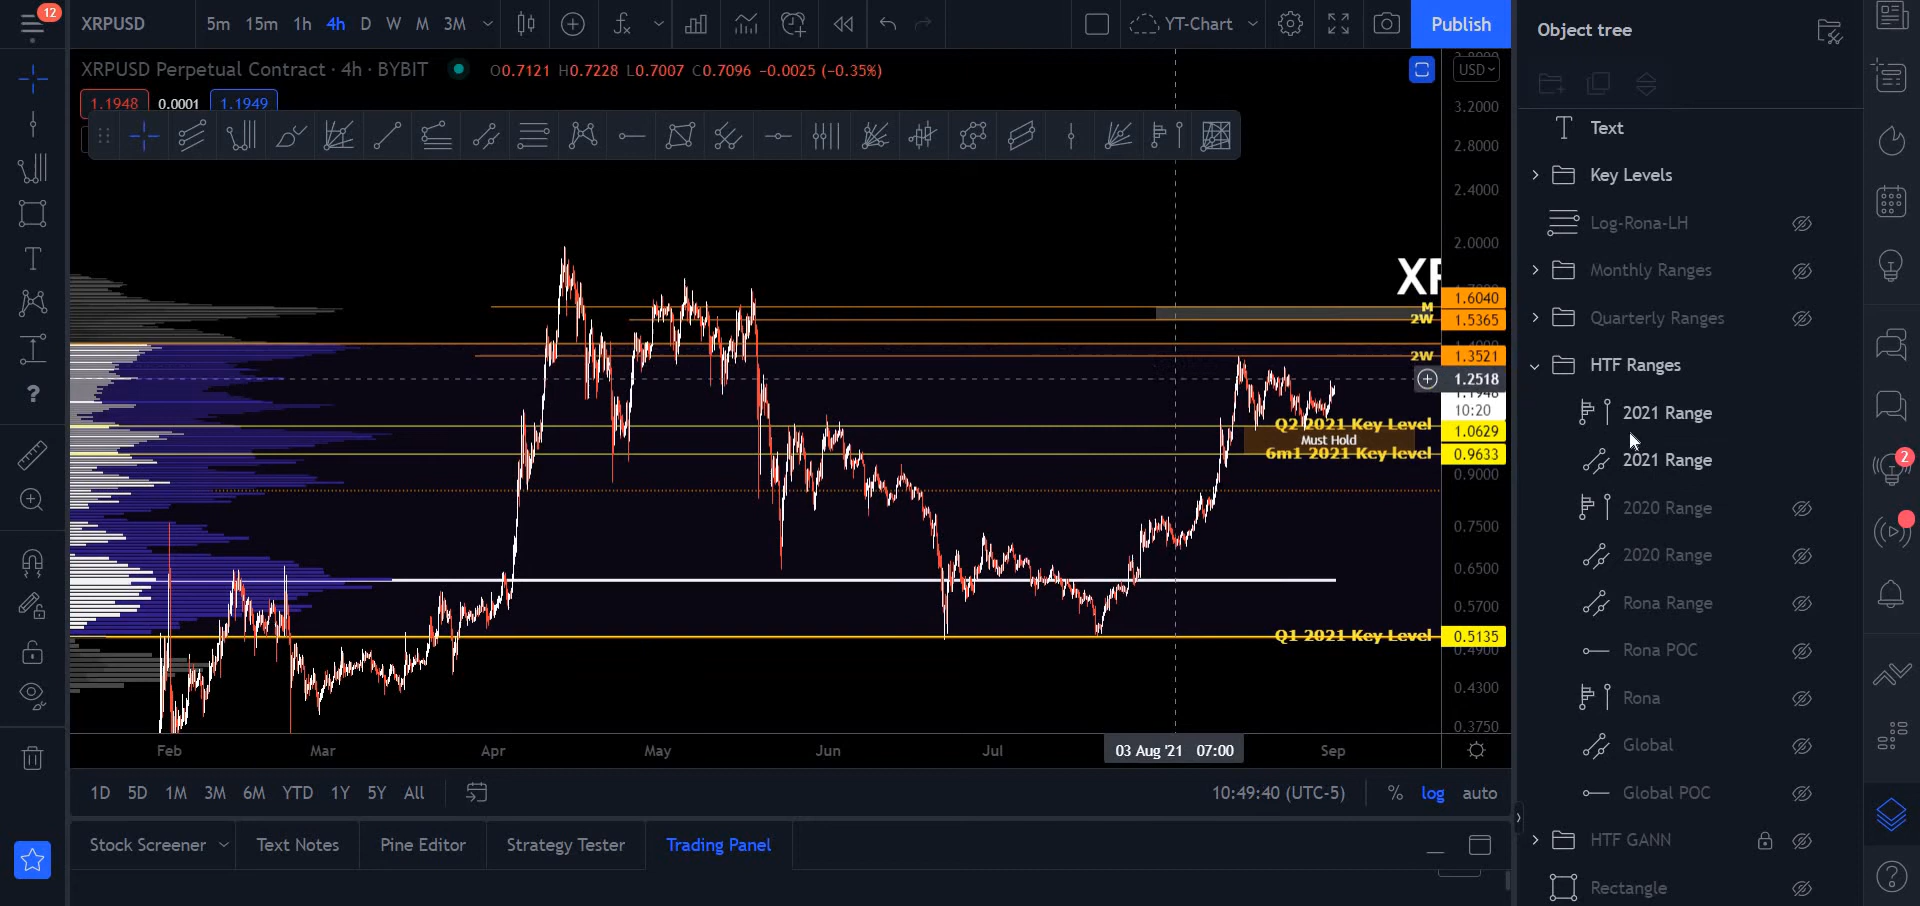 12
XRPUSD
5m 15m 1h 4h D W M 3M
YT-Chart
Publish
XRPUSD Perpetual Contract · 4h · BYBIT
O0.7121 H0.7228 L0.7007 C0.7096 −0.0025 (−0.35%)
1.1948 0.0001 1.1949
USD
3.2000
2.8000
2.4000
2.0000
XR
M 1.6040
2W 1.5365
2W 1.3521
1.2518
10:20
Q2 2021 Key Level 1.0629
Must Hold
6m1 2021 Key level 0.9633
0.9000
0.7500
0.6500
0.5700
Q1 2021 Key Level 0.5135
0.4300
0.3750
Feb Mar Apr May Jun Jul 03 Aug '21 07:00 Sep
1D 5D 1M 3M 6M YTD 1Y 5Y All
10:49:40 (UTC-5) % log auto
Stock Screener Text Notes Pine Editor Strategy Tester Trading Panel
Object tree
Text
Key Levels
Log-Rona-LH
Monthly Ranges
Quarterly Ranges
HTF Ranges
2021 Range
2021 Range
2020 Range
2020 Range
Rona Range
Rona POC
Rona
Global
Global POC
HTF GANN
Rectangle
2